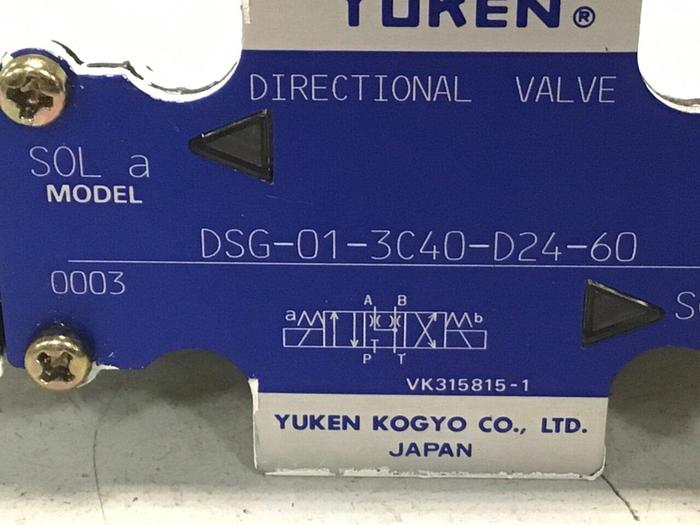 YUKEN®
DIRECTIONAL VALVE
SOL a
MODEL
DSG-01-3C40-D24-60
0003
A B
a b
P T
VK315815-1
YUKEN KOGYO CO., LTD.
JAPAN